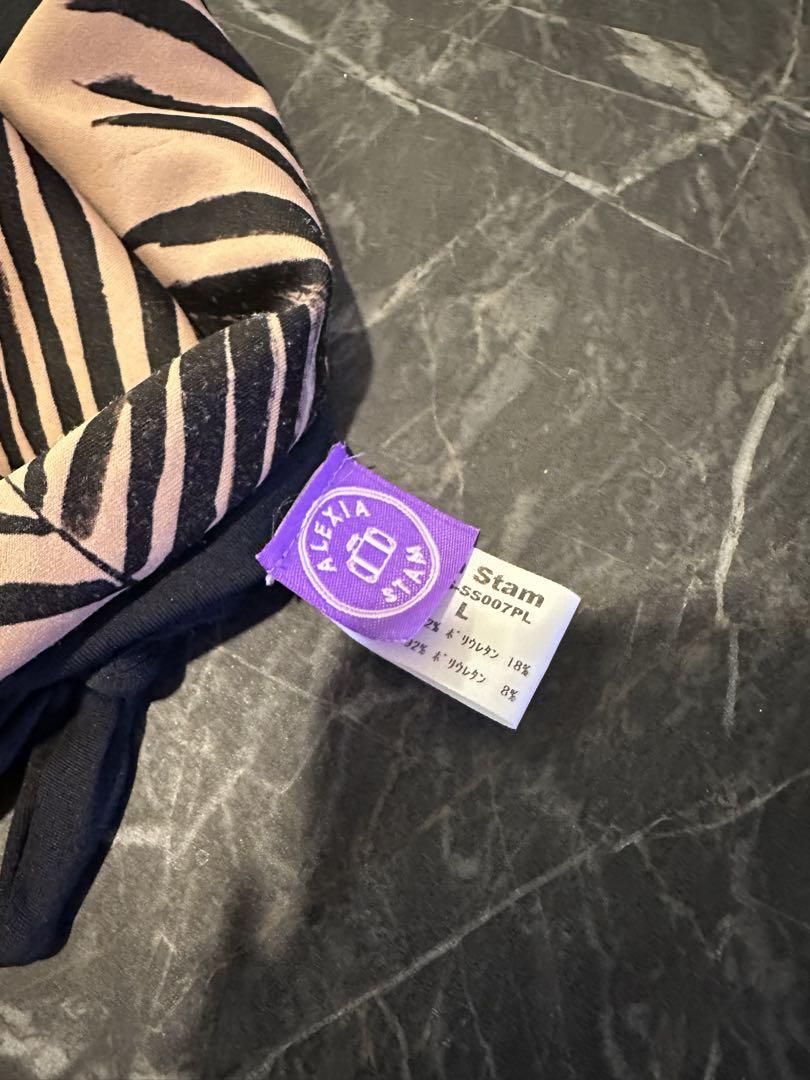 ALEXIA
STAM
Stam
-SS007PL
L
2% ポリウレタン 18%
92% ポリウレタン 8%